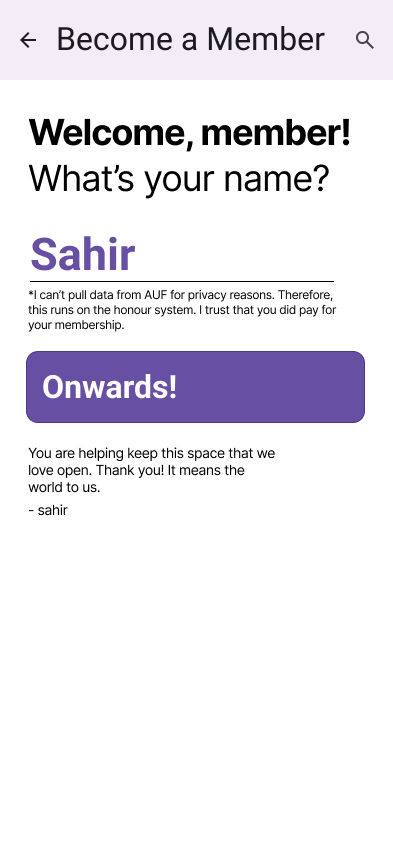 Become a Member
Welcome, member!
What's your name?
Sahir
*I can't pull data from AUF for privacy reasons. Therefore,
this runs on the honour system. I trust that you did pay for
your membership.
Onwards!
You are helping keep this space that we
love open. Thank you! It means the
world to us.
- sahir